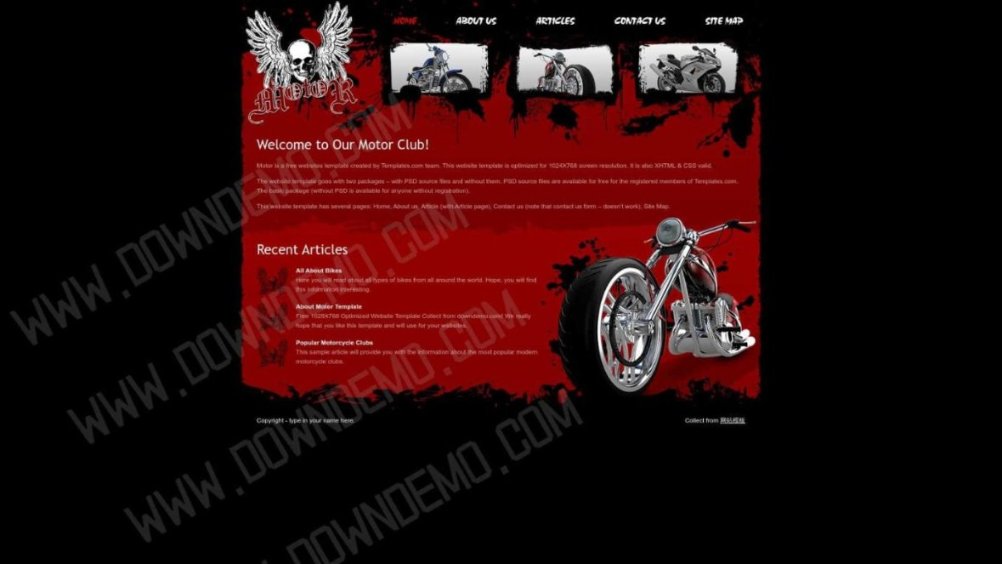 HOME ABOUT US ARTICLES CONTACT US SITE MAP
MotoR
Welcome to Our Motor Club!
Motor is a free websites template created by Templates.com team. This website template is optimized for 1024X768 screen resolution. It is also XHTML & CSS valid.
The website template goes with two packages – with PSD source files and without them. PSD source files are available for free for the registered members of Templates.com.
The basic package (without PSD is available for anyone without registration).
This website template has several pages: Home, About us, Article (with Article page), Contact us (note that contact us form – doesn't work), Site Map.
Recent Articles
All About Bikes
Here you will read about all types of bikes from all around the world. Hope, you will find
this information interesting.
About Motor Template
Free 1024X768 Optimized Website Template Collect from downdemo.com! We really
hope that you like this template and will use for your websites.
Popular Motorcycle Clubs
This sample article will provide you with the information about the most popular modern
motorcycle clubs.
Copyright - type in your name here. Collect from 网站模板
WWW.DOWNDEMO.COM
WWW.DOWNDEMO.COM
WWW.DOWNDEMO.COM
WWW.DOWNDEMO.COM